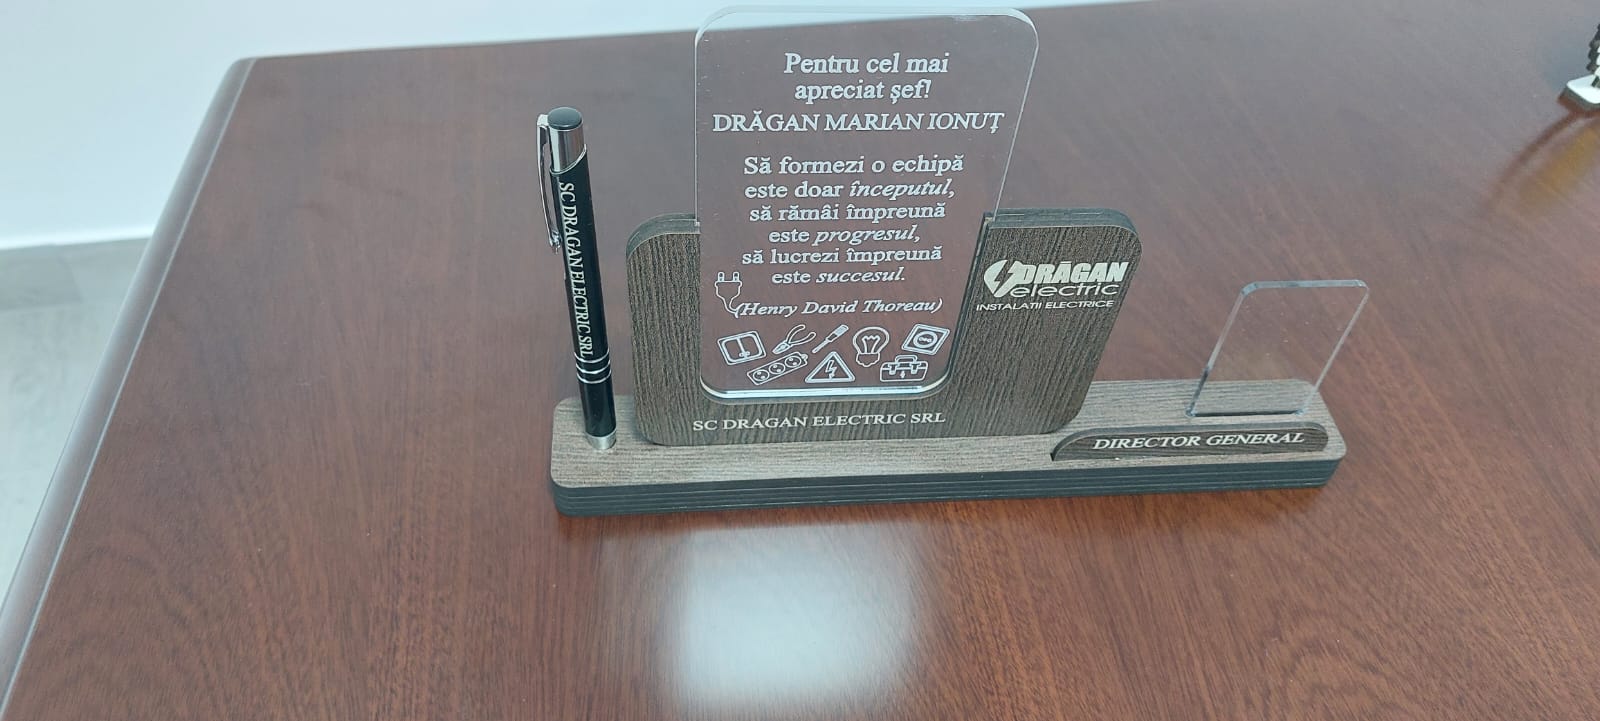 Pentru cel mai
apreciat șef!
DRĂGAN MARIAN IONUȚ
Să formezi o echipă
este doar începutul,
să rămâi împreună
este progresul,
să lucrezi împreună
este succesul.
(Henry David Thoreau)
SC DRAGAN ELECTRIC SRL
DRĂGAN
electric
INSTALATII ELECTRICE
SC DRAGAN ELECTRIC SRL
DIRECTOR GENERAL